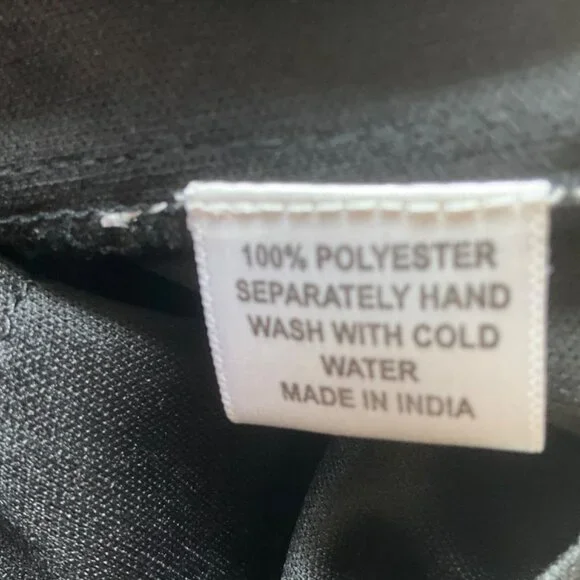 100% POLYESTER
SEPARATELY HAND
WASH WITH COLD
WATER
MADE IN INDIA